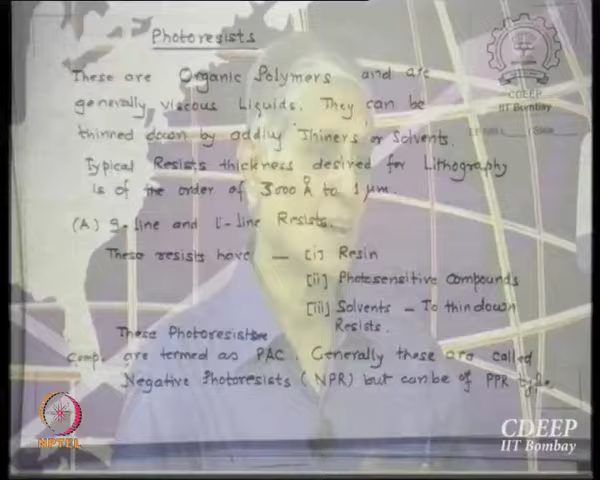 Photoresists
CDEEP
IIT Bombay
These are Organic Polymers and are
generally viscous Liquids. They can be
thinned down by addily Thiners or Solvents.
Typical Resists thickness desired for Lithography
is of the order of 3000 Å to 1 µm.
(A) g-line and i-line Resists.
These resists have — [i] Resin
[ii] Photosensitive Compounds
[iii] Solvents - To thin down
Resists.
These Photoresists
Comp. are termed as PAC. Generally these are called
Negative Photoresists (NPR) but can be of PPR type.
NPTEL
CDEEP
IIT Bombay